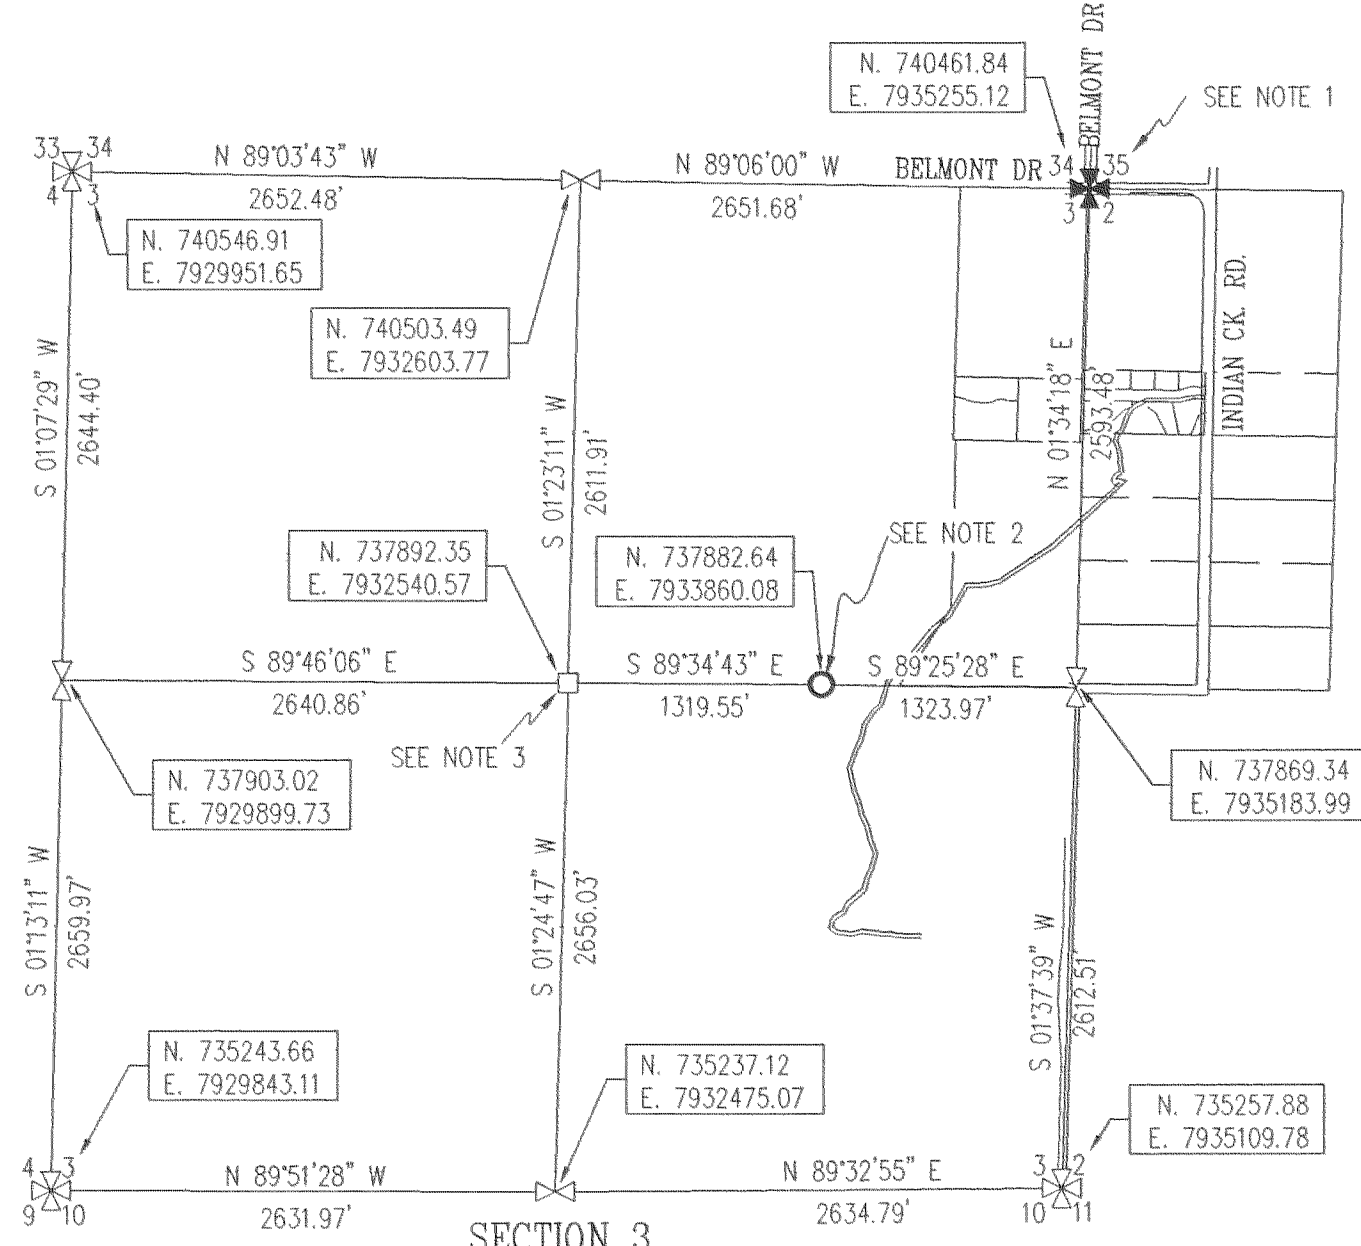 BELMONT DR
N. 740461.84
E. 7935255.12
SEE NOTE 1
33 34
4 3
N 89°03'43" W
2652.48'
N 89°06'00" W
2651.68'
BELMONT DR
34 35
3 2
N. 740546.91
E. 7929951.65
N. 740503.49
E. 7932603.77
INDIAN CK. RD.
S 01°07'29" W
2644.40'
S 01°23'11" W
2611.91'
N 01°34'18" E
2593.48'
N. 737892.35
E. 7932540.57
N. 737882.64
E. 7933860.08
SEE NOTE 2
S 89°46'06" E
2640.86'
S 89°34'43" E
1319.55'
S 89°25'28" E
1323.97'
SEE NOTE 3
N. 737903.02
E. 7929899.73
N. 737869.34
E. 7935183.99
S 01°13'11" W
2659.97'
S 01°24'47" W
2656.03'
S 01°37'39" W
2612.51'
N. 735243.66
E. 7929843.11
N. 735237.12
E. 7932475.07
N. 735257.88
E. 7935109.78
4 3
9 10
N 89°51'28" W
2631.97'
N 89°32'55" E
2634.79'
3 2
10 11
SECTION 3